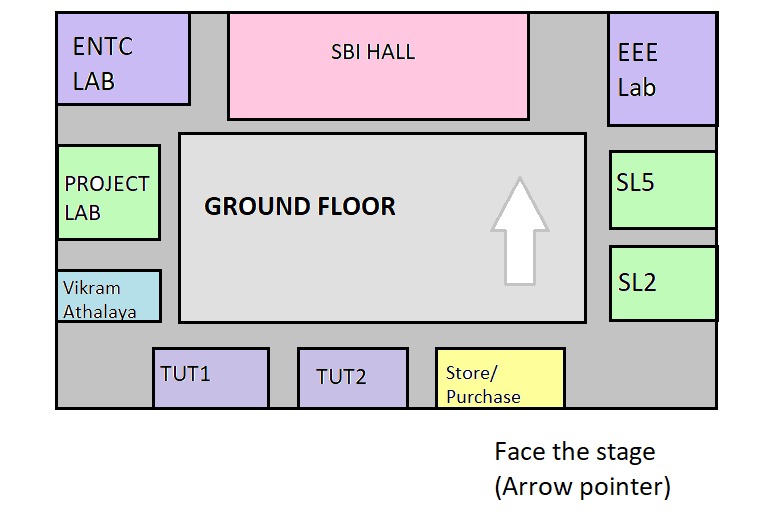 ENTC
LAB
SBI HALL
EEE
Lab
PROJECT
LAB
GROUND FLOOR
SL5
Vikram
Athalaya
SL2
TUT1
TUT2
Store/
Purchase
Face the stage
(Arrow pointer)